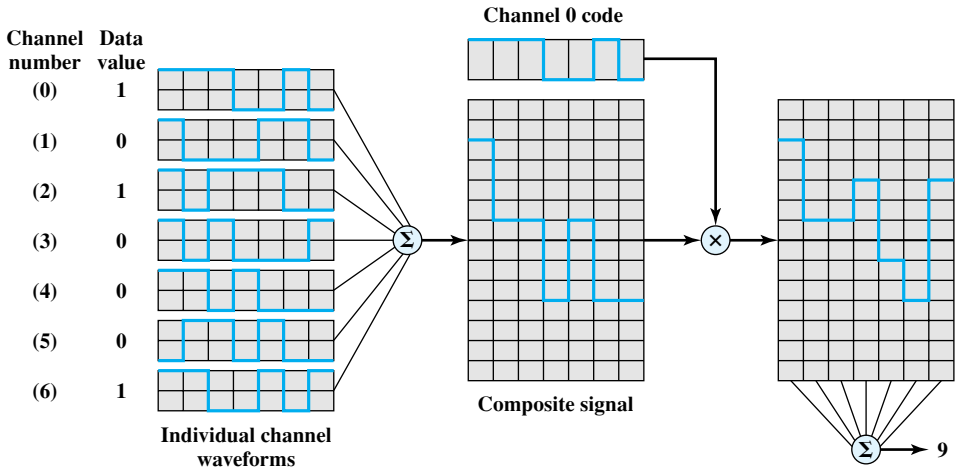 Channel number
Data value
Channel 0 code
(0) 1
(1) 0
(2) 1
(3) 0
(4) 0
(5) 0
(6) 1
Σ
×
Composite signal
Individual channel
waveforms
Σ
9